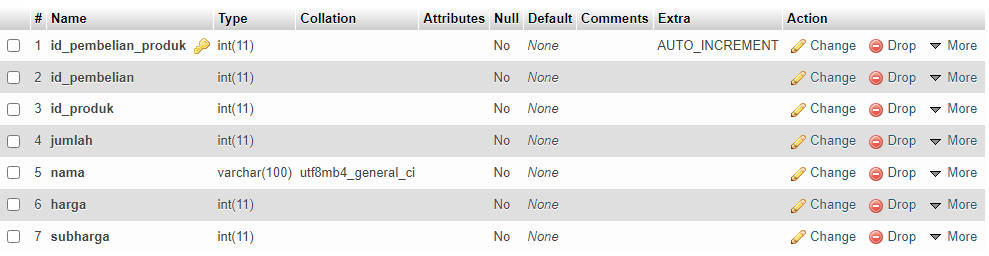 # Name Type Collation Attributes Null Default Comments Extra Action
1 id_pembelian_produk int(11) No None AUTO_INCREMENT Change Drop More
2 id_pembelian int(11) No None Change Drop More
3 id_produk int(11) No None Change Drop More
4 jumlah int(11) No None Change Drop More
5 nama varchar(100) utf8mb4_general_ci No None Change Drop More
6 harga int(11) No None Change Drop More
7 subharga int(11) No None Change Drop More